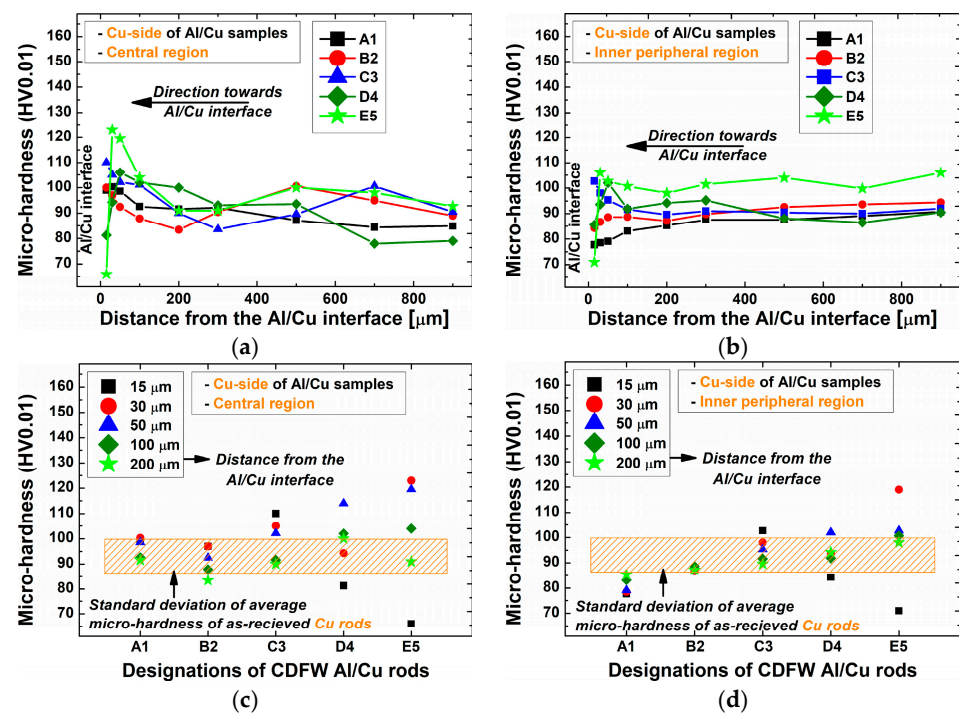 160
150
140
130
120
110
100
90
80
70
Micro-hardness (HV0.01)
- Cu-side of Al/Cu samples
- Central region
A1
B2
C3
D4
E5
Direction towards
Al/Cu interface
Al/Cu interface
0
200
400
600
800
Distance from the Al/Cu interface [μm]
(a)
160
150
140
130
120
110
100
90
80
70
Micro-hardness (HV0.01)
- Cu-side of Al/Cu samples
- Inner peripheral region
A1
B2
C3
D4
E5
Direction towards
Al/Cu interface
Al/Cu interface
0
200
400
600
800
Distance from the Al/Cu interface [μm]
(b)
160
150
140
130
120
110
100
90
80
70
Micro-hardness (HV0.01)
15 μm
30 μm
50 μm
100 μm
200 μm
- Cu-side of Al/Cu samples
- Central region
Distance from the
Al/Cu interface
Standard deviation of average
micro-hardness of as-recieved Cu rods
A1
B2
C3
D4
E5
Designations of CDFW Al/Cu rods
(c)
160
150
140
130
120
110
100
90
80
70
Micro-hardness (HV0.01)
15 μm
30 μm
50 μm
100 μm
200 μm
- Cu-side of Al/Cu samples
- Inner peripheral region
Distance from the
Al/Cu interface
Standard deviation of average
micro-hardness of as-recieved Cu rods
A1
B2
C3
D4
E5
Designations of CDFW Al/Cu rods
(d)